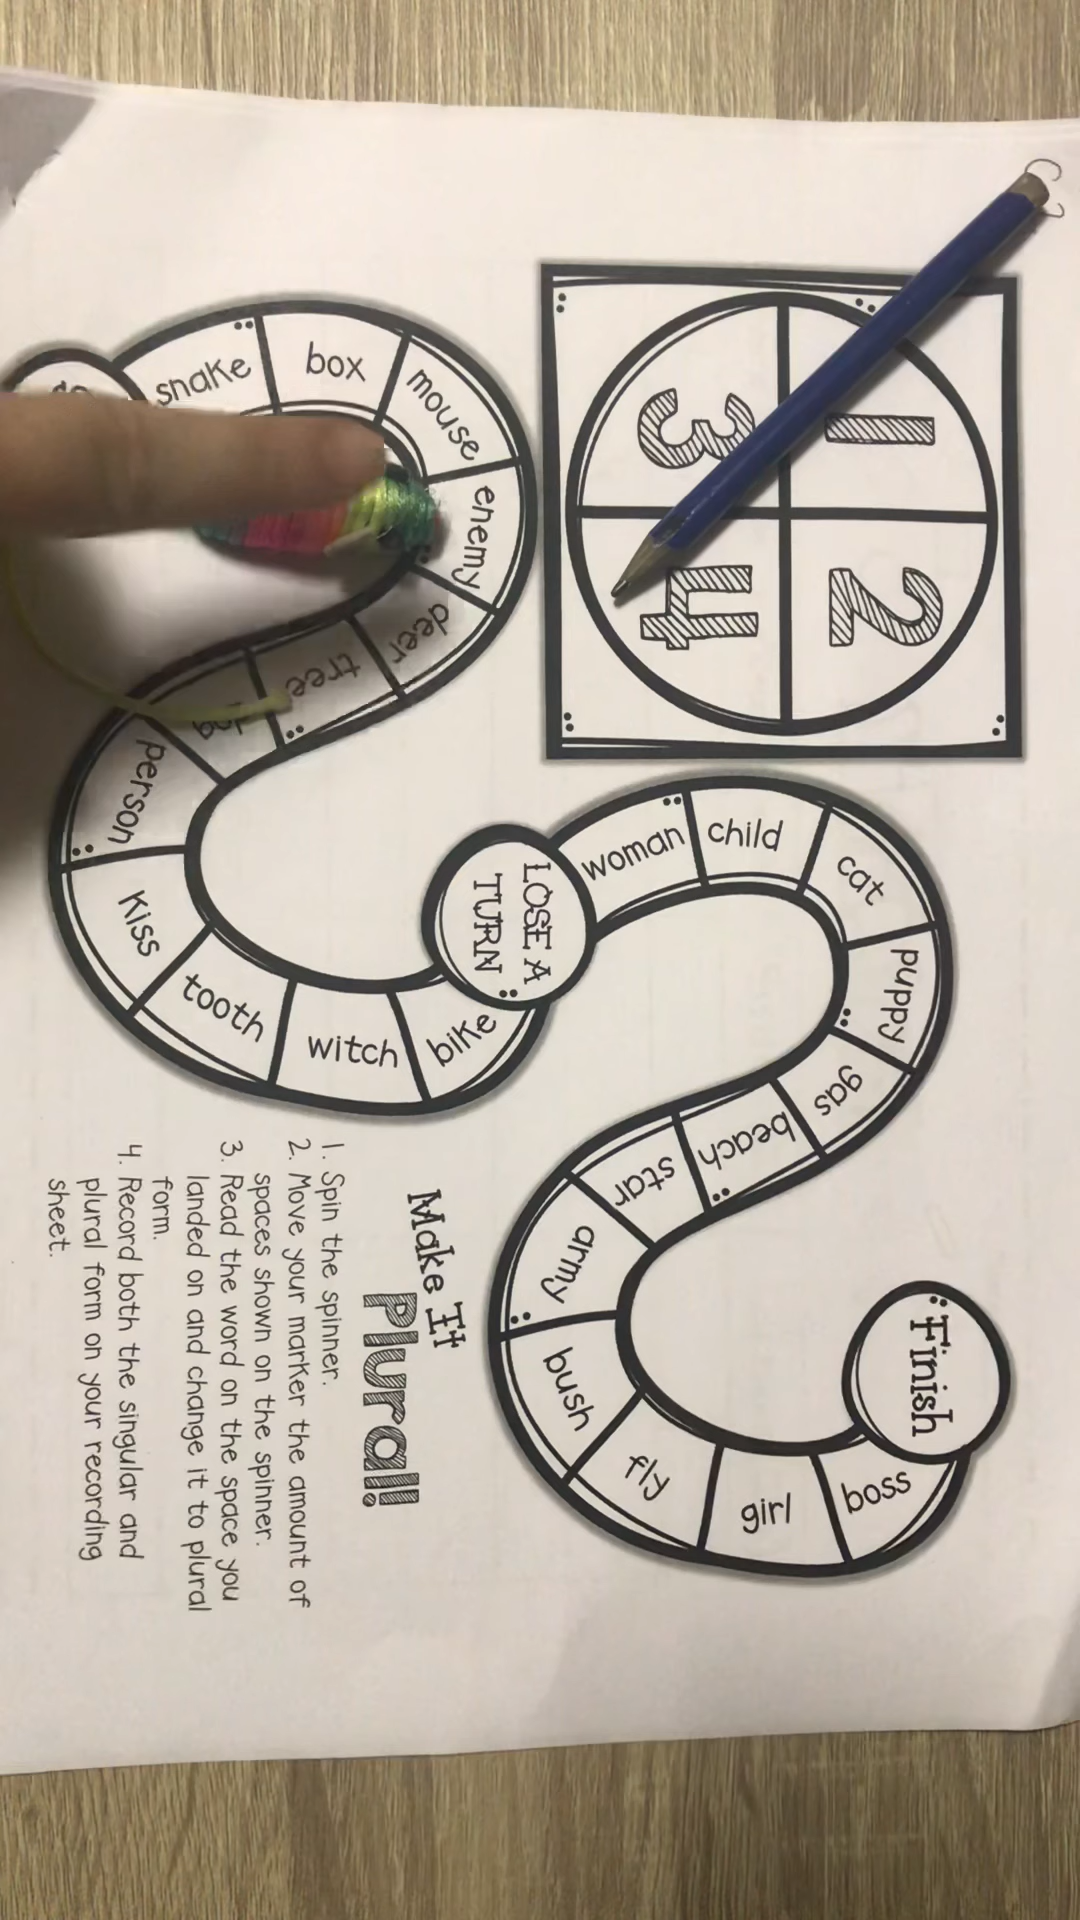 Make It
Plural!
1. Spin the spinner.
2. Move your marker the amount of
spaces shown on the spinner.
3. Read the word on the space you
landed on and change it to plural
form.
4. Record both the singular and
plural form on your recording
sheet.
1
2
3
4
snake
box
mouse
enemy
deer
tree
dog
person
kiss
tooth
witch
bike
LOSE A
TURN
woman
child
cat
puppy
gas
beach
star
army
bush
fly
girl
boss
Finish